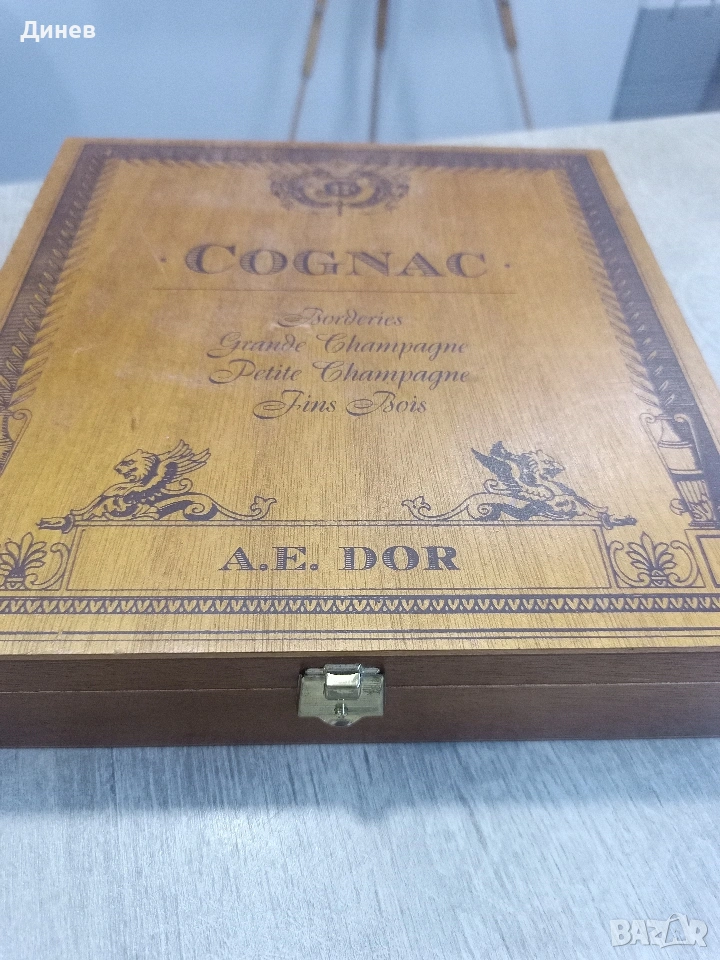 Динев
· COGNAC ·
Borderies
Grande Champagne
Petite Champagne
Fins Bois
A.E. DOR
BAZAR